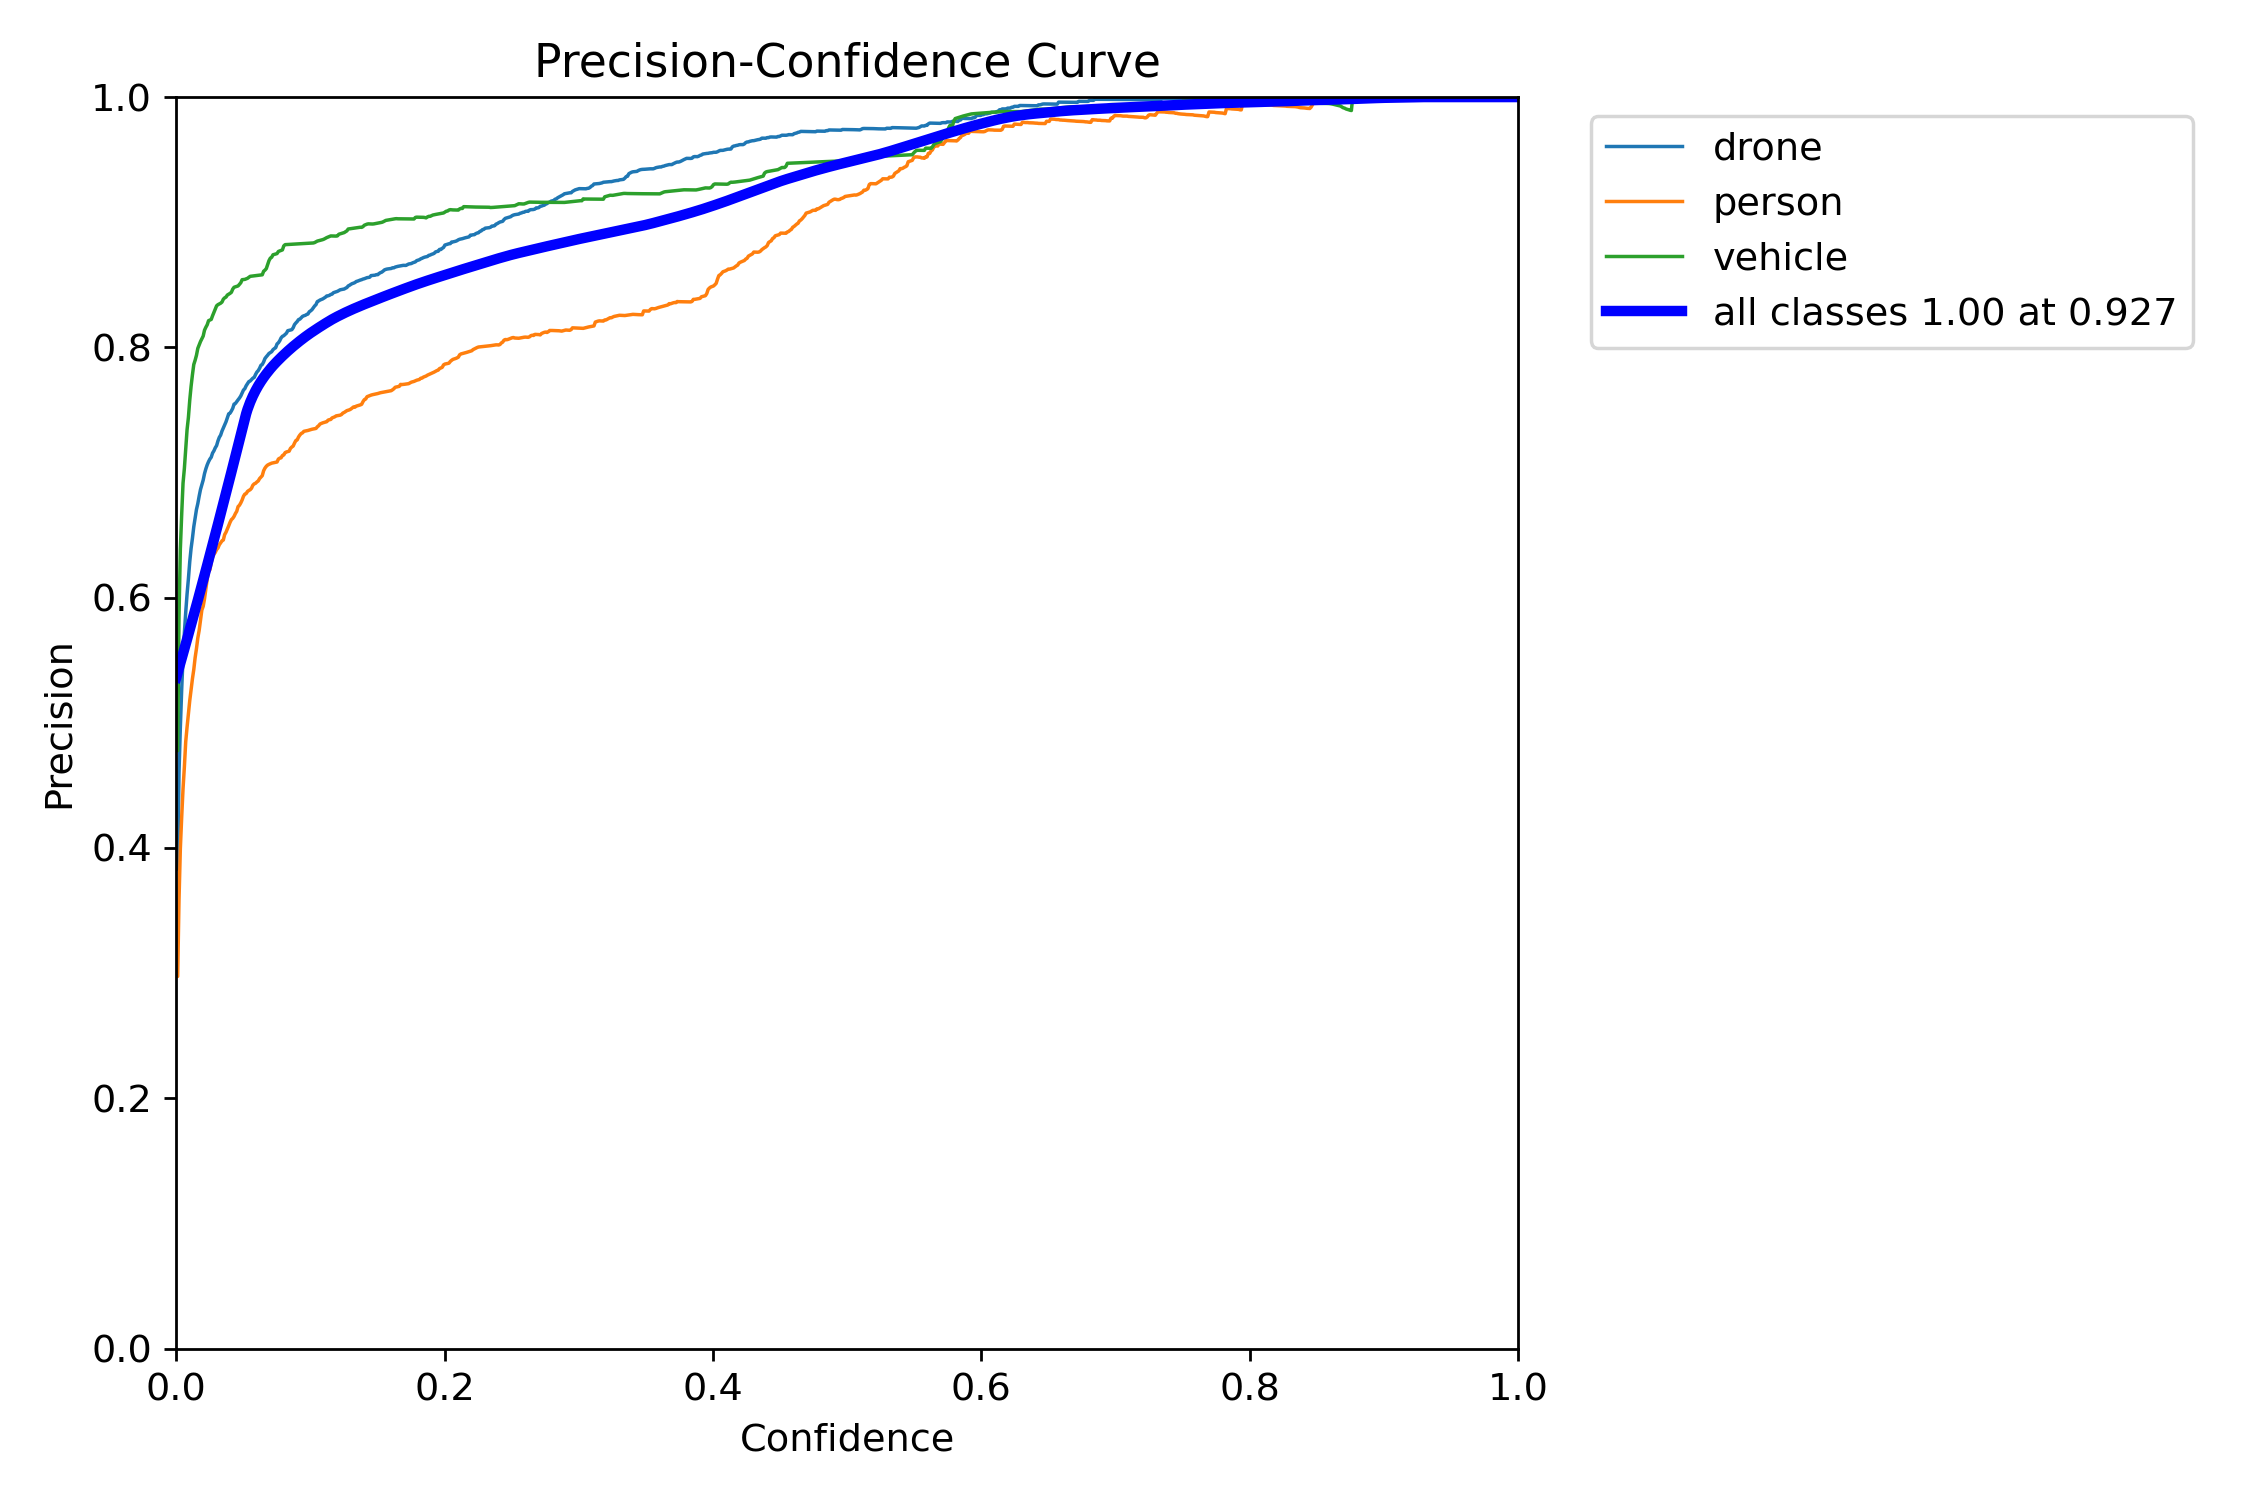 Precision-Confidence Curve
1.0
0.8
0.6
0.4
0.2
0.0
Precision
0.0 0.2 0.4 0.6 0.8 1.0
Confidence
drone
person
vehicle
all classes 1.00 at 0.927